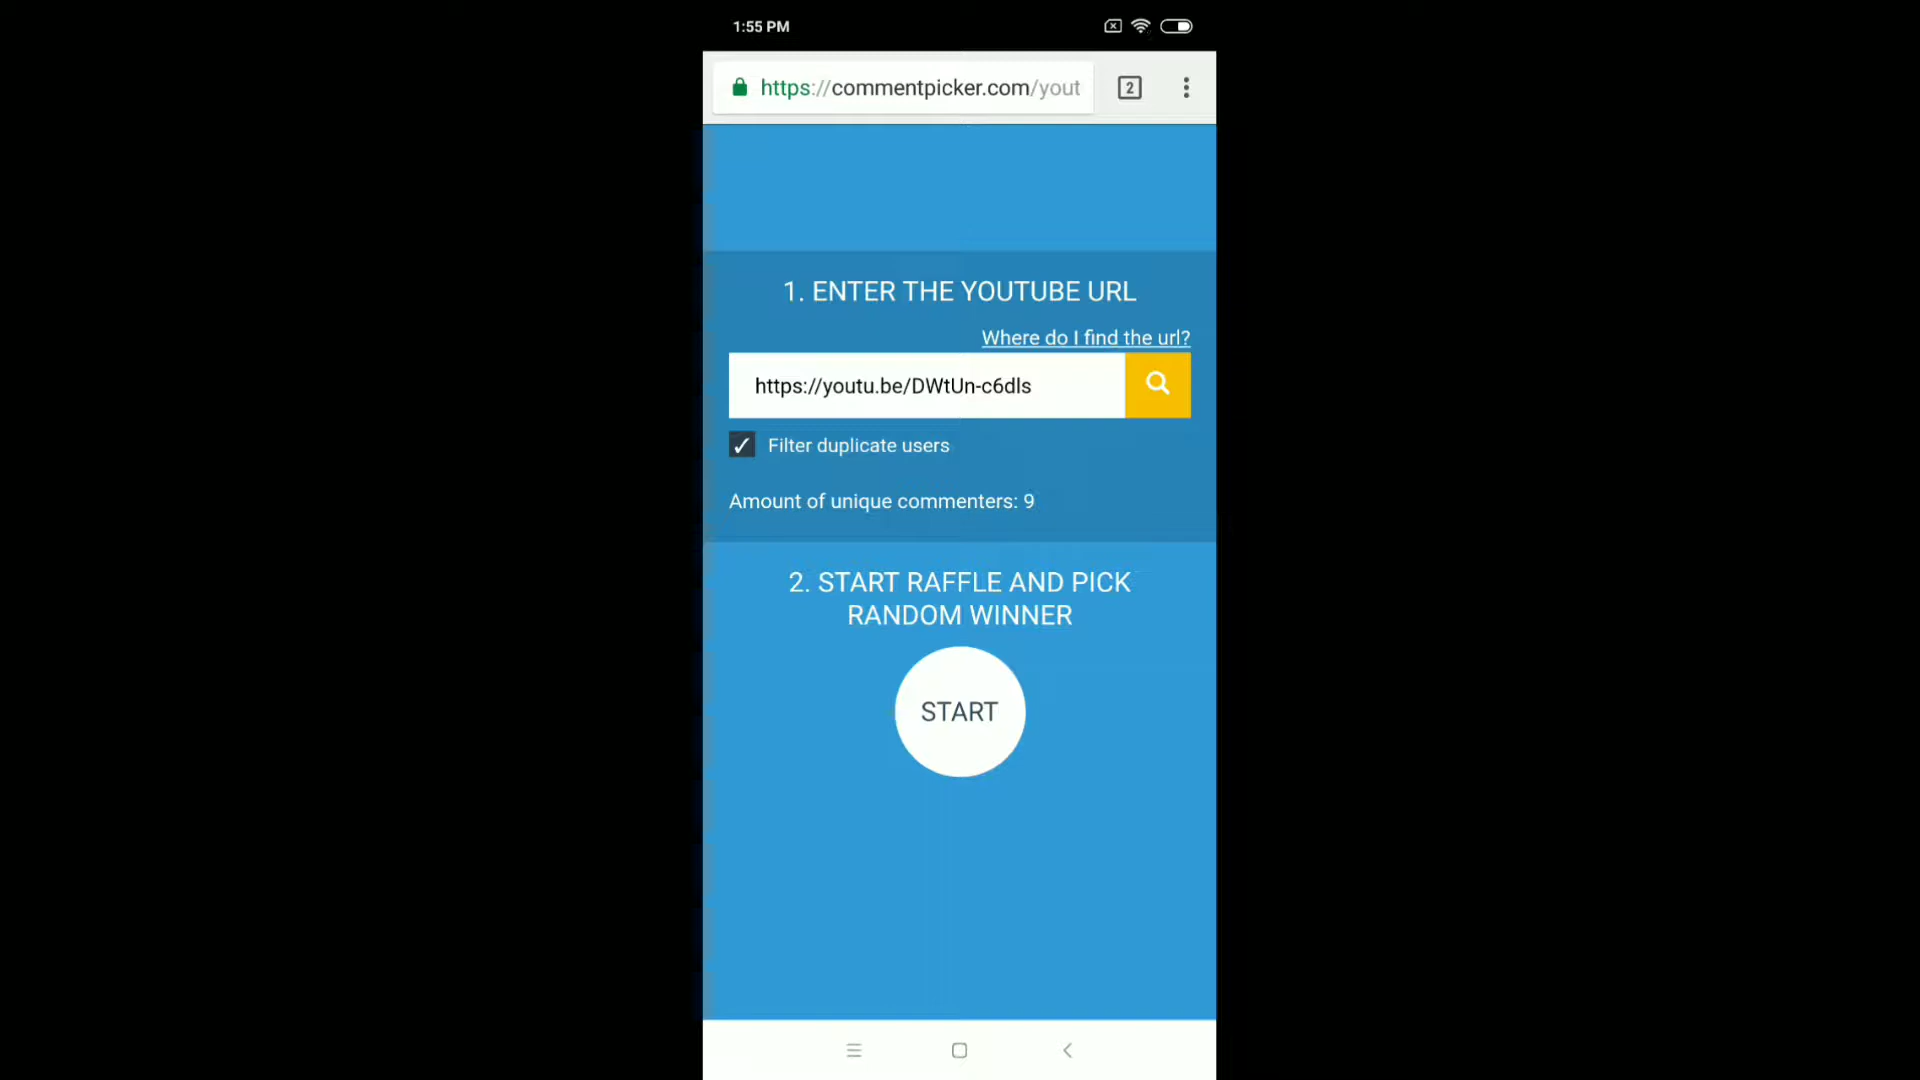 1:55 PM
https://commentpicker.com/yout
2
1. ENTER THE YOUTUBE URL
Where do I find the url?
https://youtu.be/DWtUn-c6dls
Filter duplicate users
Amount of unique commenters: 9
2. START RAFFLE AND PICK
RANDOM WINNER
START